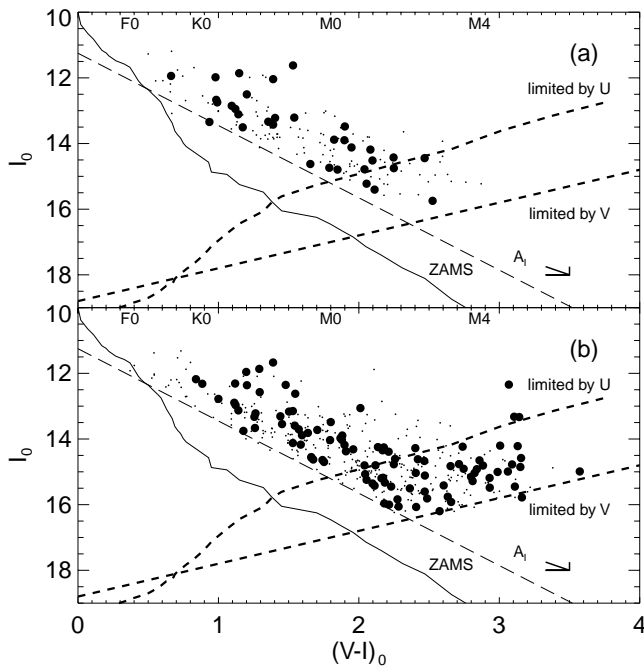 F0 K0 M0 M4
10
12
14
16
18
I0
(a)
limited by U
limited by V
ZAMS
AI
F0 K0 M0 M4
10
12
14
16
18
I0
(b)
limited by U
limited by V
ZAMS
AI
0 1 2 3 4
(V-I)0